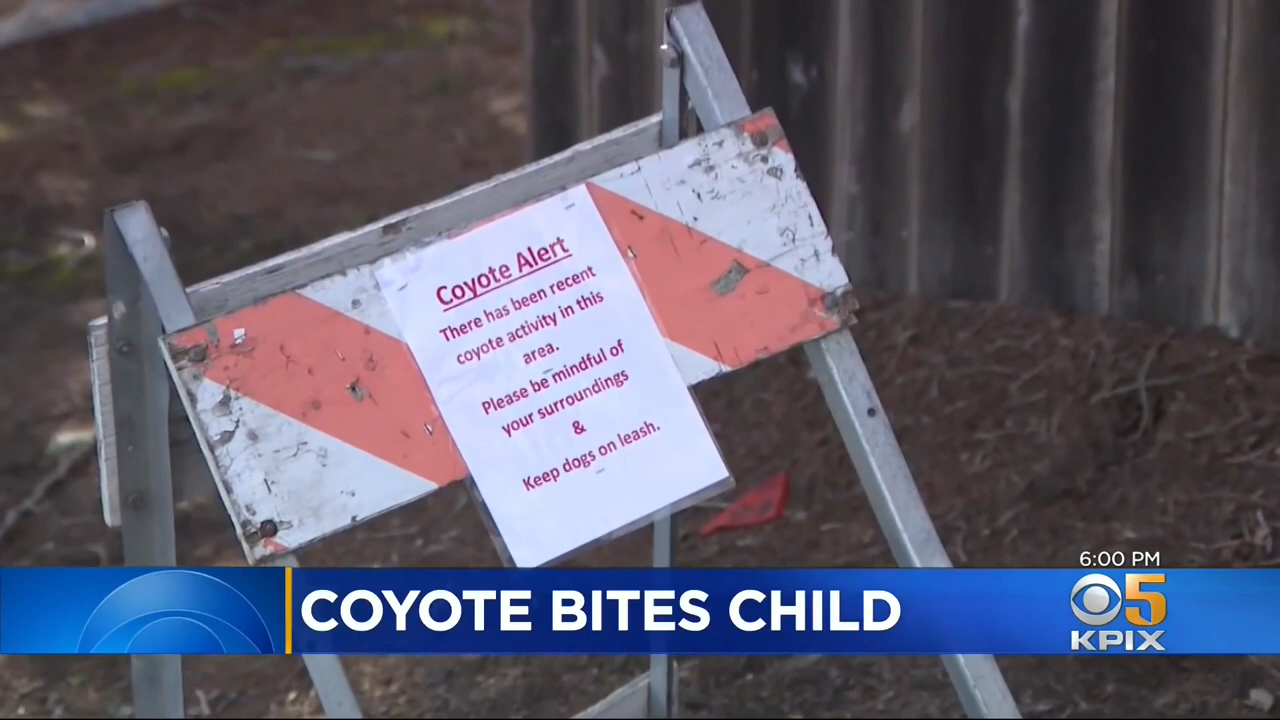 Coyote Alert
There has been recent
coyote activity in this
area.
Please be mindful of
your surroundings
&
Keep dogs on leash.
6:00 PM
COYOTE BITES CHILD
5
KPIX